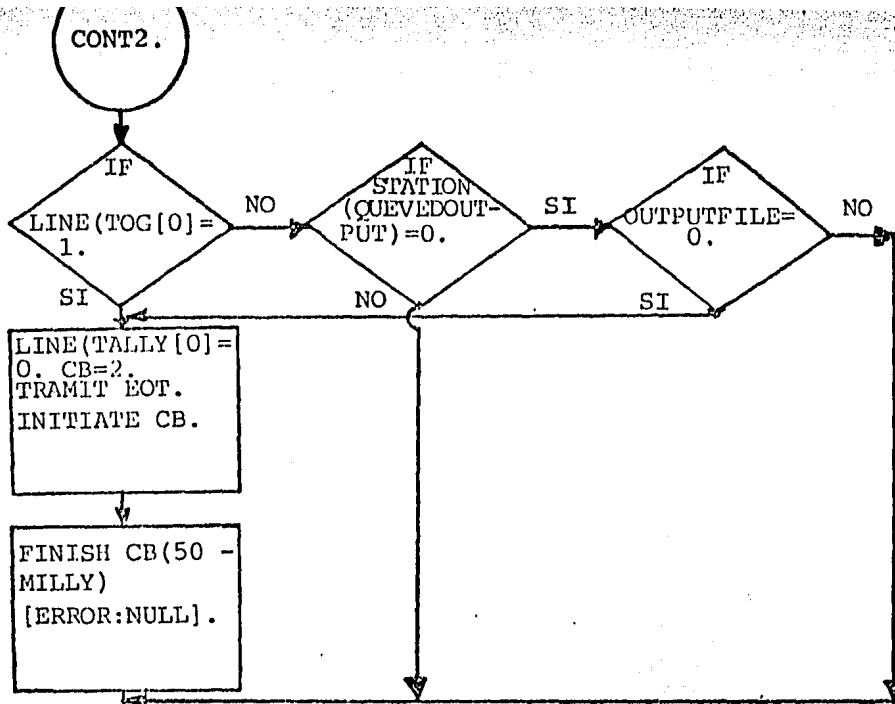 CONT2.
IF
LINE(TOG[0]=
1.
NO
SI
IF
STATION
(QUEVEDOUT-
PUT)=0.
SI
NO
IF
OUTPUTFILE=
0.
NO
SI
LINE(TALLY[0]=
0. CB=2.
TRAMIT EOT.
INITIATE CB.
FINISH CB(50 -
MILLY)
[ERROR:NULL].